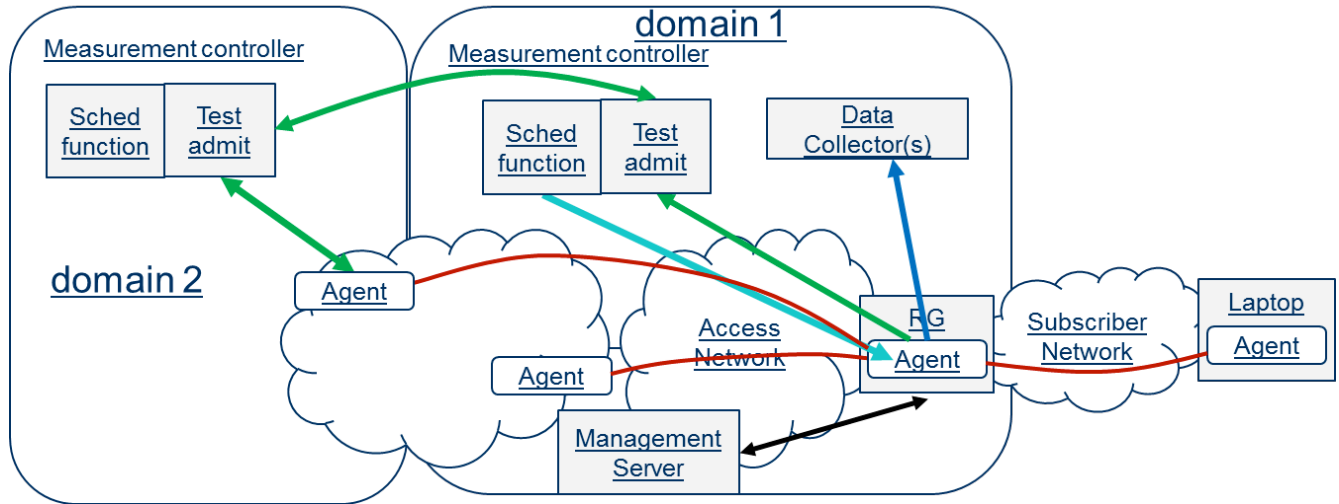 domain 1
Measurement controller
Measurement controller
Sched
function
Test
admit
Sched
function
Test
admit
Data
Collector(s)
domain 2
Agent
Access
Network
RG
Agent
Subscriber
Network
Laptop
Agent
Agent
Management
Server